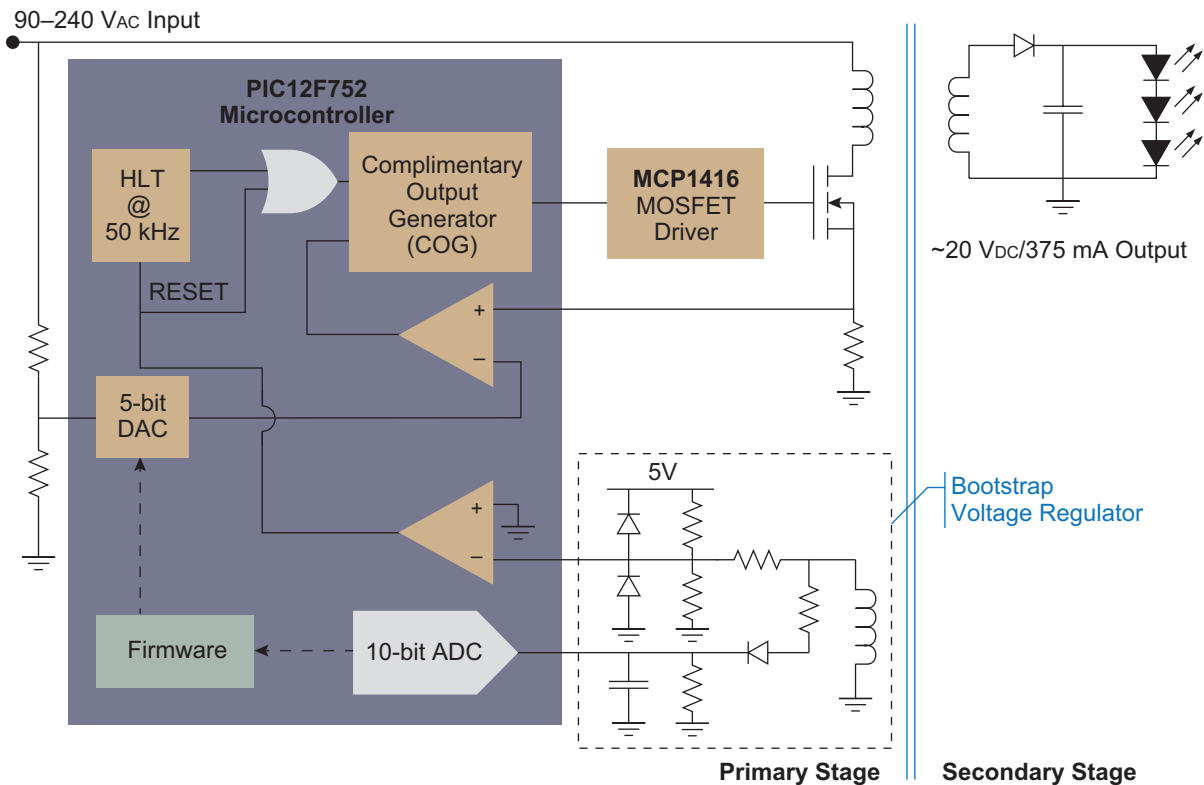 90–240 VAC Input
PIC12F752
Microcontroller
HLT
@
50 kHz
Complimentary
Output
Generator
(COG)
MCP1416
MOSFET
Driver
~20 VDC/375 mA Output
RESET
+
–
5-bit
DAC
5V
Bootstrap
Voltage Regulator
+
–
Firmware
10-bit ADC
Primary Stage
Secondary Stage